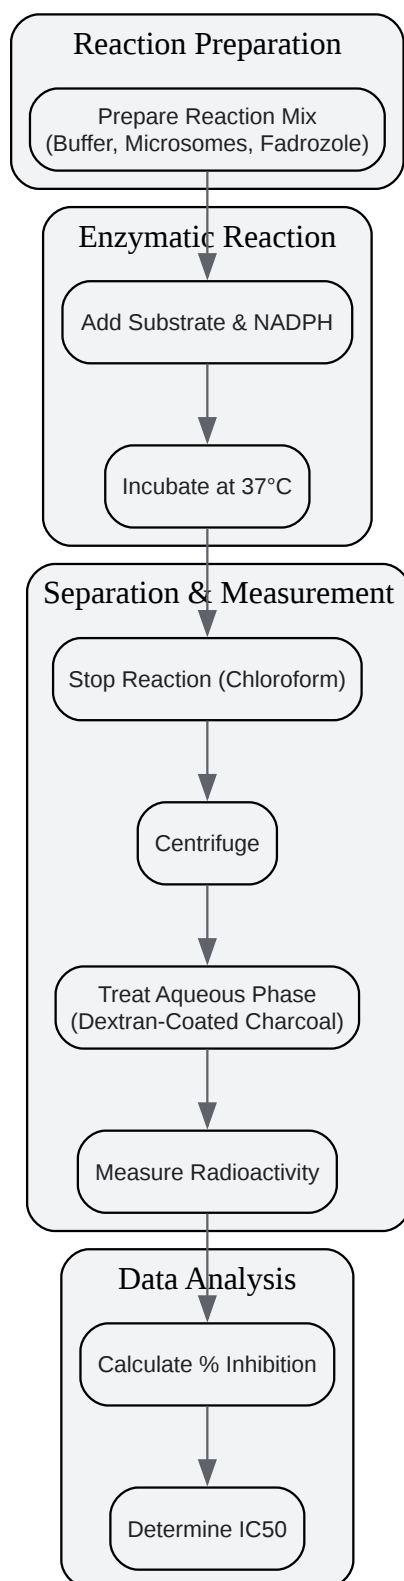 Reaction Preparation
Prepare Reaction Mix
(Buffer, Microsomes, Fadrozole)
Enzymatic Reaction
Add Substrate & NADPH
Incubate at 37°C
Separation & Measurement
Stop Reaction (Chloroform)
Centrifuge
Treat Aqueous Phase
(Dextran-Coated Charcoal)
Measure Radioactivity
Data Analysis
Calculate % Inhibition
Determine IC50